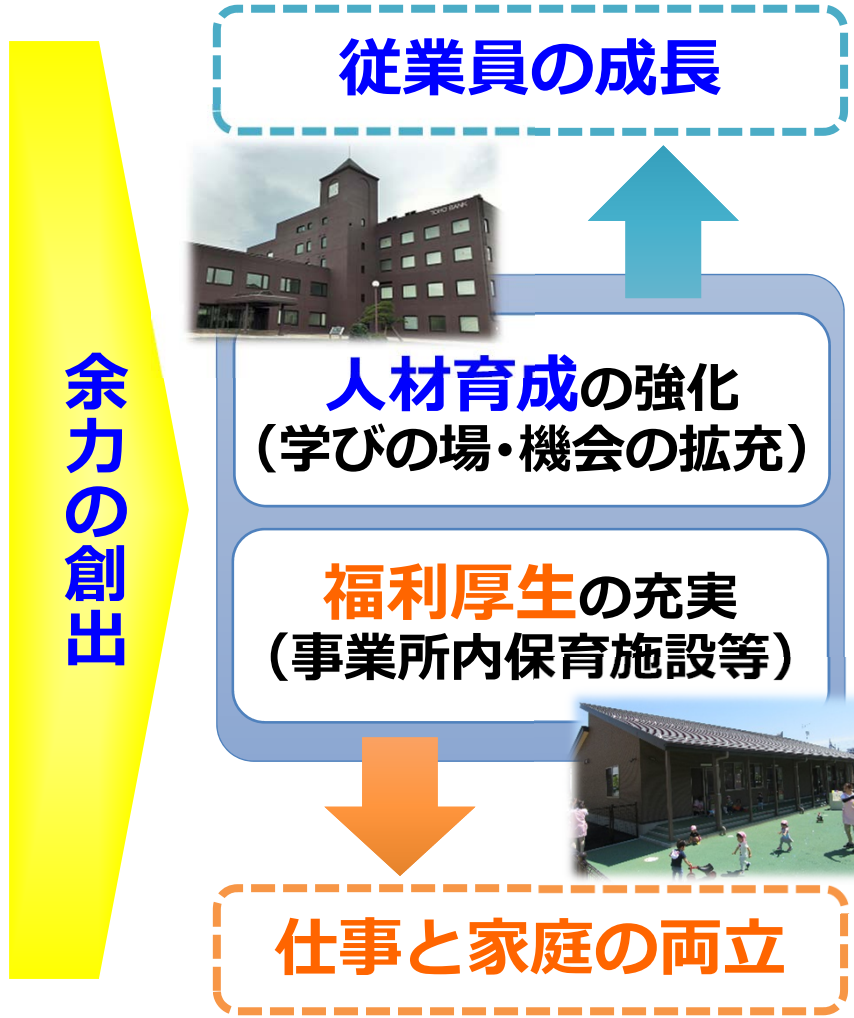 従業員の成長
TOHO BANK
余力の創出
人材育成の強化
（学びの場・機会の拡充）
福利厚生の充実
（事業所内保育施設等）
仕事と家庭の両立